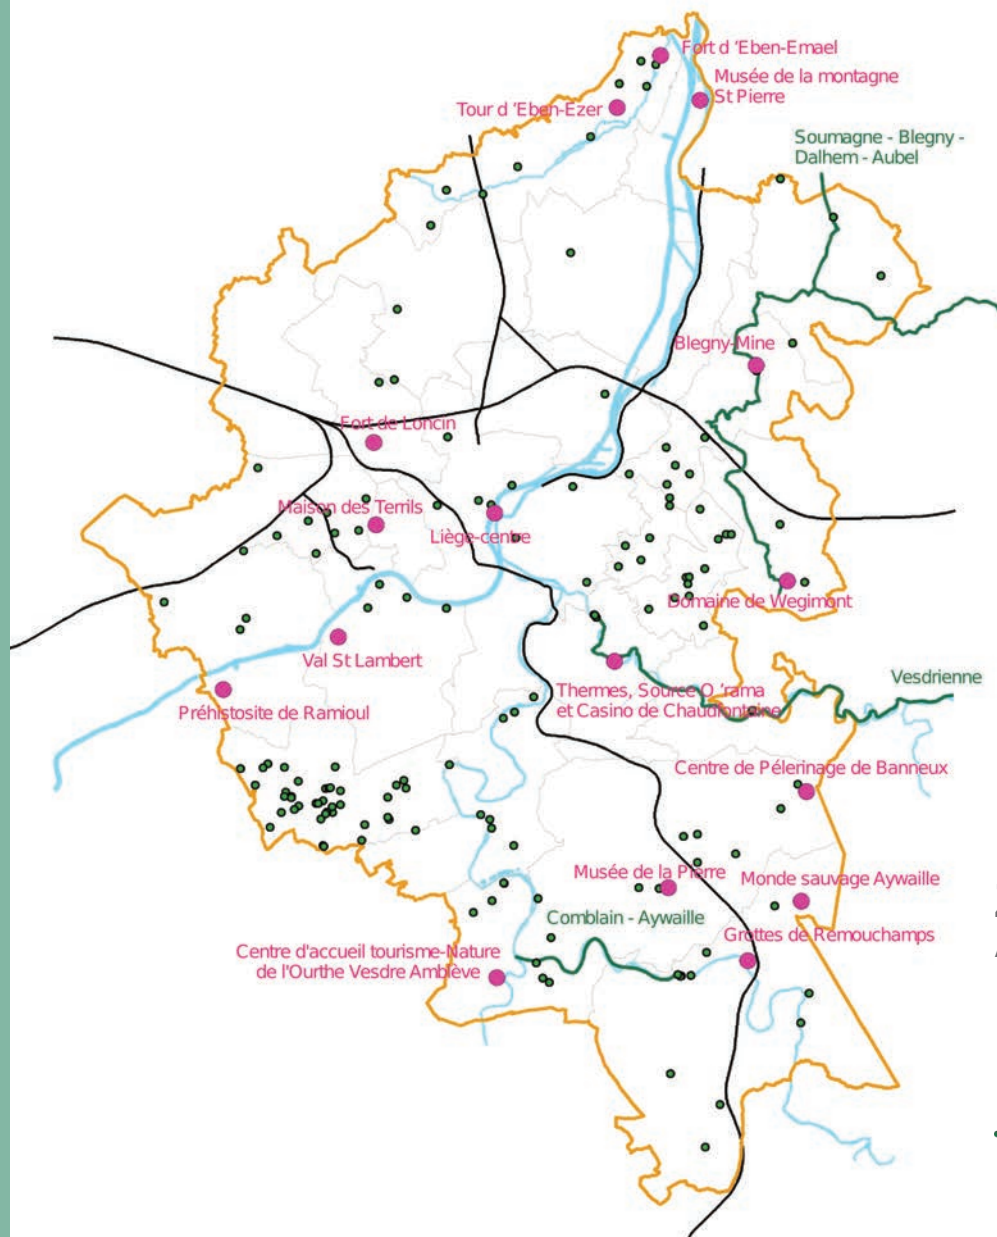 Fort d 'Eben-Emael
Musée de la montagne
St Pierre
Tour d 'Eben-Ezer
Soumagne - Blegny -
Dalhem - Aubel
Blegny-Mine
Fort de Loncin
Maison des Terrils
Liège-centre
Domaine de Wegimont
Val St Lambert
Vesdrienne
Thermes, Source O 'rama
et Casino de Chaudfontaine
Préhistosite de Ramioul
Centre de Pélerinage de Banneux
Musée de la Pierre
Monde sauvage Aywaille
Comblain - Aywaille
Grottes de Remouchamps
Centre d'accueil tourisme-Nature
de l'Ourthe Vesdre Amblève